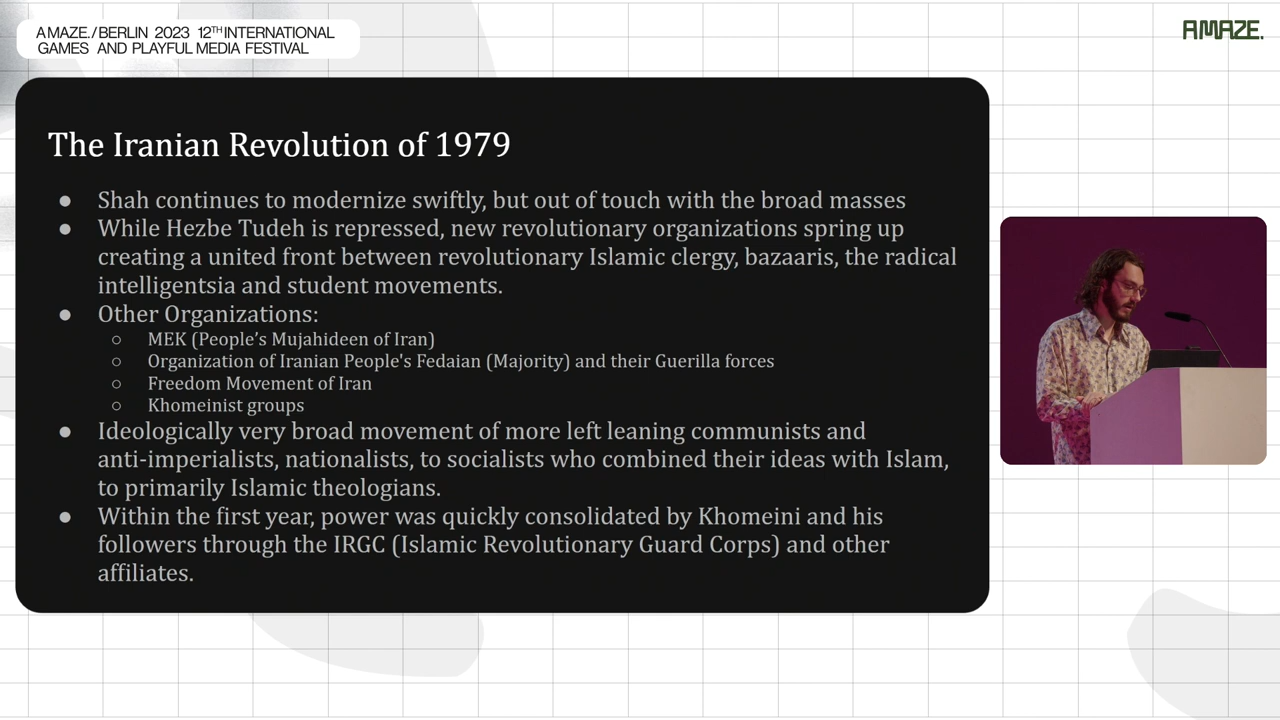 A MAZE. / BERLIN 2023 12TH INTERNATIONAL
GAMES AND PLAYFUL MEDIA FESTIVAL
A MAZE.
The Iranian Revolution of 1979
● Shah continues to modernize swiftly, but out of touch with the broad masses
● While Hezbe Tudeh is repressed, new revolutionary organizations spring up
creating a united front between revolutionary Islamic clergy, bazaaris, the radical
intelligentsia and student movements.
● Other Organizations:
○ MEK (People’s Mujahideen of Iran)
○ Organization of Iranian People's Fedaian (Majority) and their Guerilla forces
○ Freedom Movement of Iran
○ Khomeinist groups
● Ideologically very broad movement of more left leaning communists and
anti-imperialists, nationalists, to socialists who combined their ideas with Islam,
to primarily Islamic theologians.
● Within the first year, power was quickly consolidated by Khomeini and his
followers through the IRGC (Islamic Revolutionary Guard Corps) and other
affiliates.